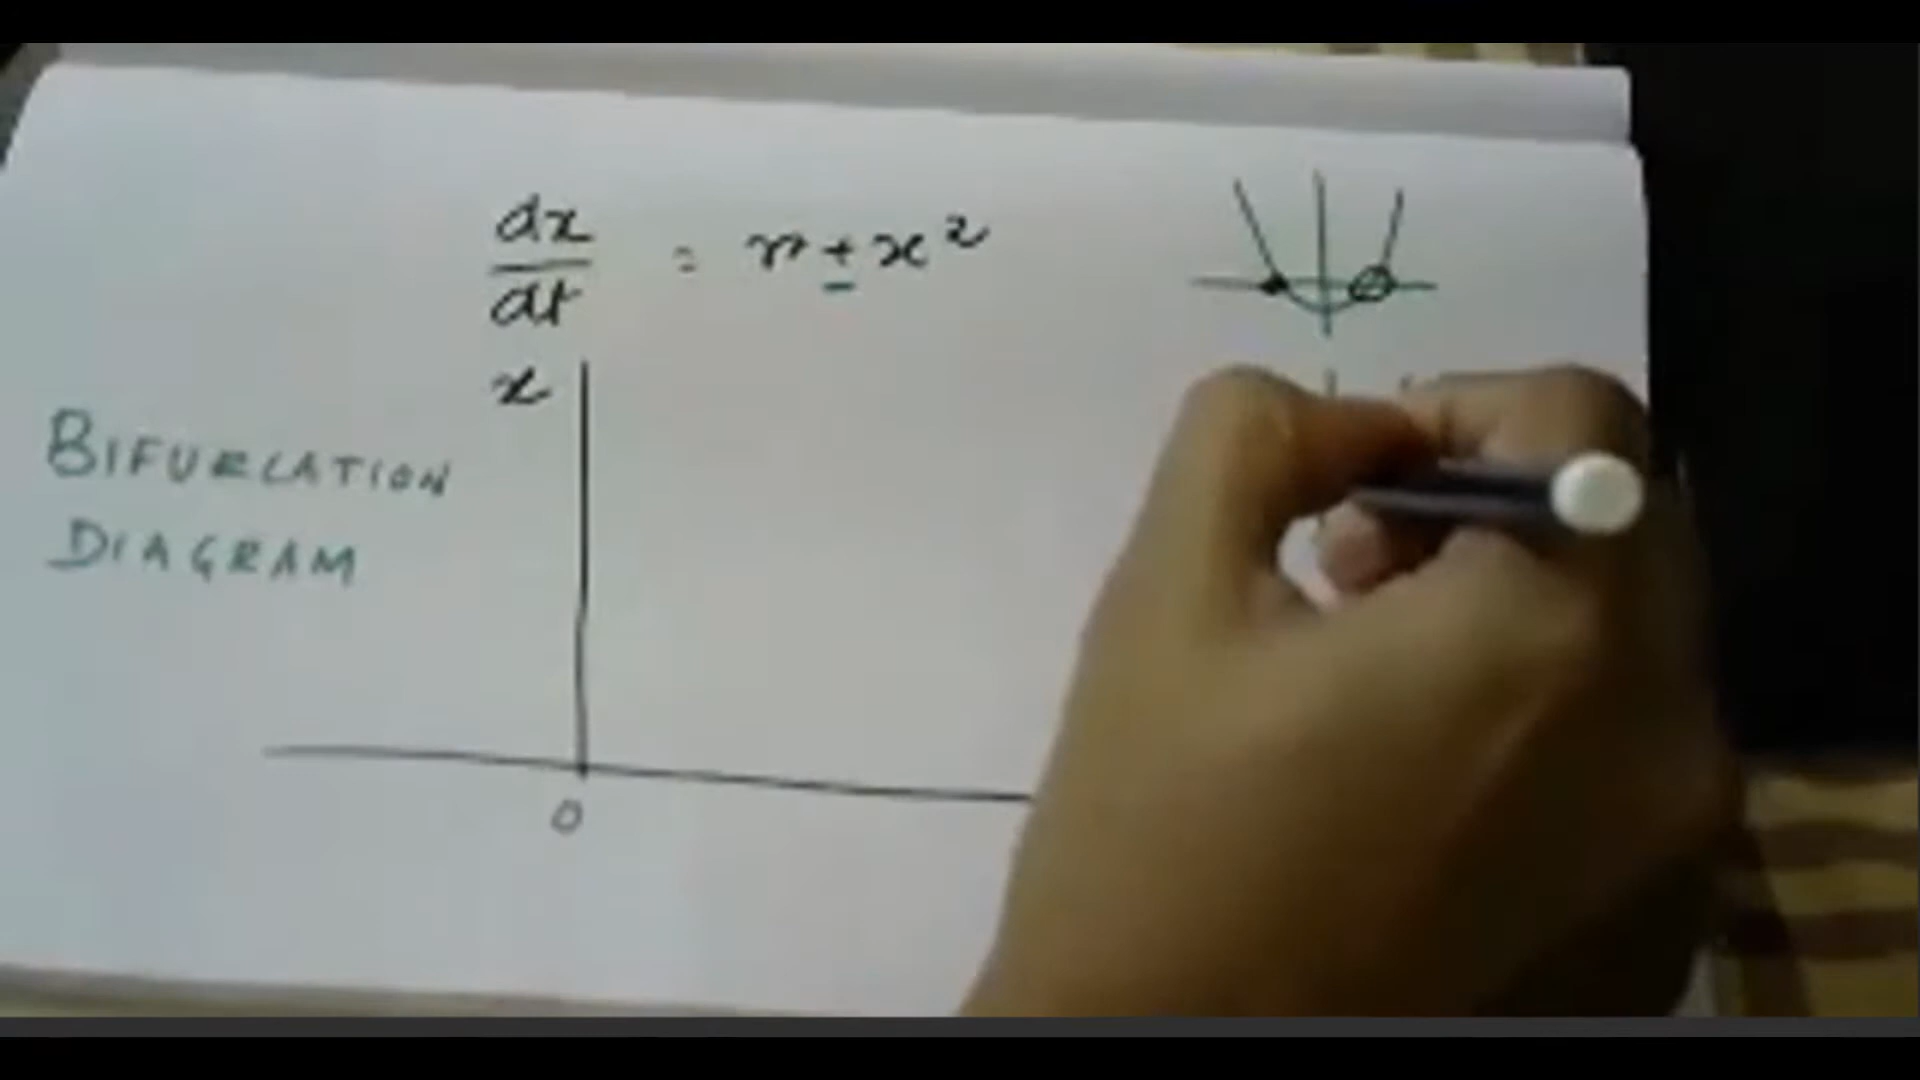 dx
dt
= r + x²
x
BIFURCATION
DIAGRAM
0